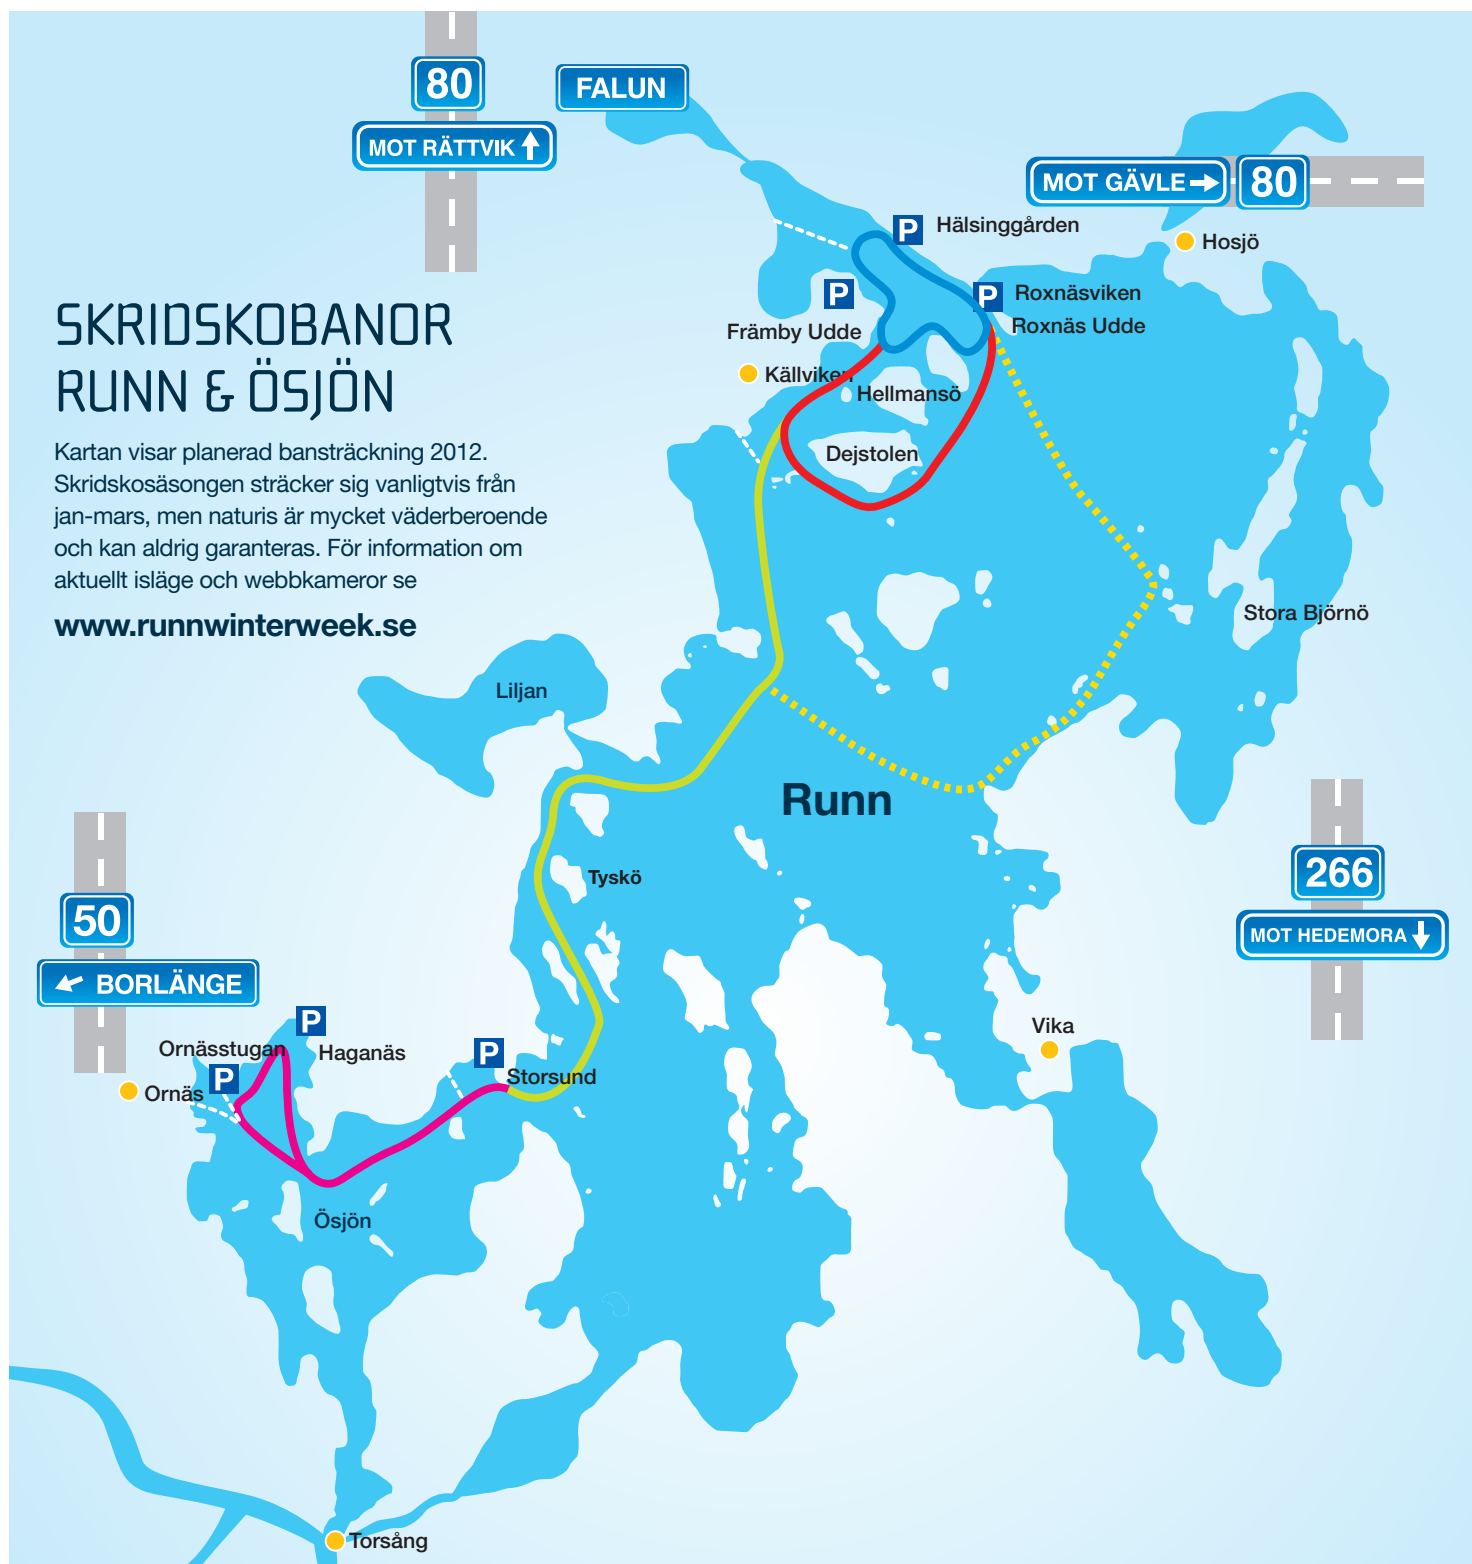 80
MOT RÄTTVIK
FALUN
MOT GÄVLE
80
Hälsinggården
P
Hosjö
P
Roxnäsviken
P
Roxnäs Udde
Främby Udde
Källviken
Hellmansö
Dejstolen
SKRIDSKOBANOR
RUNN & ÖSJÖN
Kartan visar planerad bansträckning 2012.
Skridskosäsongen sträcker sig vanligtvis från
jan-mars, men naturis är mycket väderberoende
och kan aldrig garanteras. För information om
aktuellt isläge och webbkameror se
www.runnwinterweek.se
Stora Björnö
Liljan
Runn
266
MOT HEDEMORA
Tyskö
50
BORLÄNGE
P
Ornässtugan
Haganäs
P
Ornäs
P
Storsund
Vika
Ösjön
Torsång